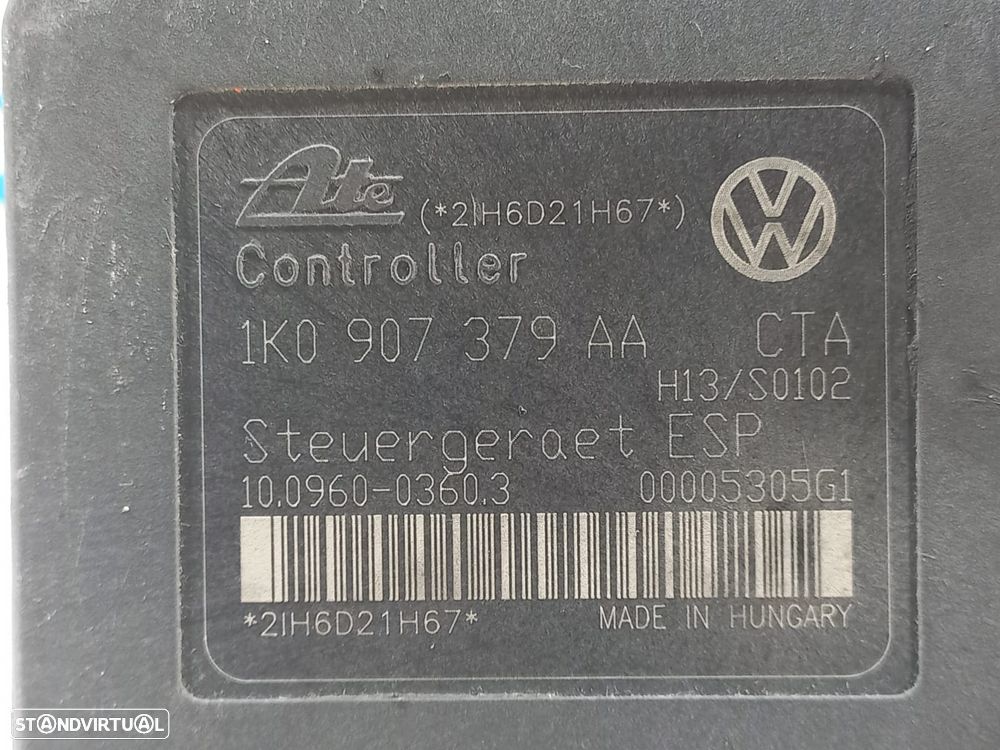 Ate (*2IH6D21H67*)
VW
Controller
1K0 907 379 AA CTA
H13/S0102
Steuergeraet ESP
10.0960-0360.3 00005305G1
*2IH6D21H67* MADE IN HUNGARY
STANDVIRTUAL